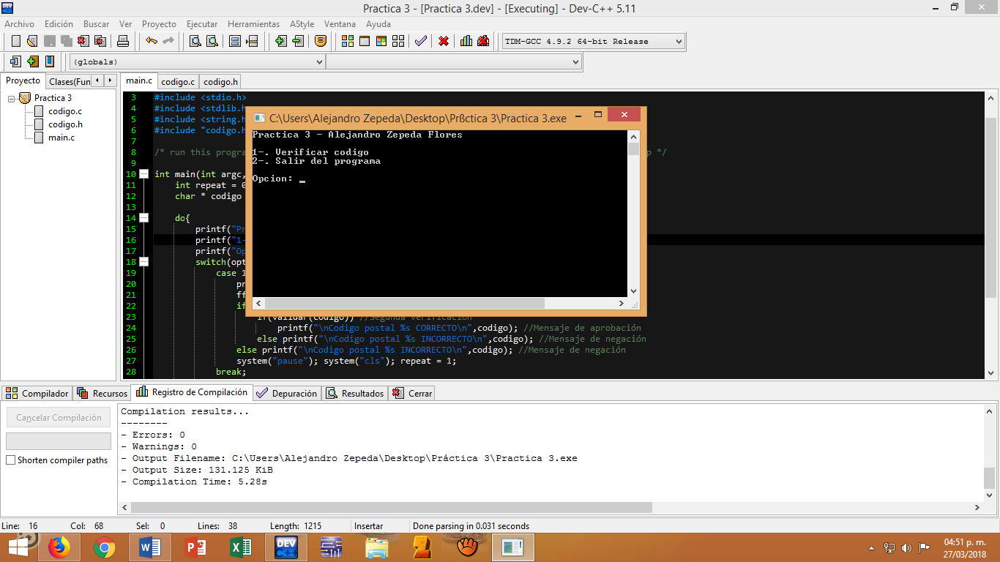 Practica 3 - [Practica 3.dev] - [Executing] - Dev-C++ 5.11
Archivo Edición Buscar Ver Proyecto Ejecutar Herramientas AStyle Ventana Ayuda
TDM-GCC 4.9.2 64-bit Release
(globals)
Proyecto Clases(Fun
main.c codigo.c codigo.h
Practica 3
codigo.c
codigo.h
main.c
3 #include <stdio.h>
4 #include <stdlib.h
5 #include <string.h
6 #include "codigo.h
7
8 /* run this progra p */
9
10 int main(int argc,
11 int repeat = 0
12 char * codigo
13
14 do{
15 printf("Pr
16 printf("1-
17 printf("Op
18 switch(opt
19 case 1
20 pr
21 ff
22 if
23 if(validar(codigo)) //Segunda verificación
24 printf("\nCodigo postal %s CORRECTO\n",codigo); //Mensaje de aprobación
25 else printf("\nCodigo postal %s INCORRECTO\n",codigo); //Mensaje de negación
26 else printf("\nCodigo postal %s INCORRECTO\n",codigo); //Mensaje de negación
27 system("pause"); system("cls"); repeat = 1;
28 break;
C:\Users\Alejandro Zepeda\Desktop\Prßctica 3\Practica 3.exe
Practica 3 - Alejandro Zepeda Flores
1-. Verificar codigo
2-. Salir del programa
Opcion: _
Compilador Recursos Registro de Compilación Depuración Resultados Cerrar
Cancelar Compilación
Shorten compiler paths
Compilation results...
--------
- Errors: 0
- Warnings: 0
- Output Filename: C:\Users\Alejandro Zepeda\Desktop\Práctica 3\Practica 3.exe
- Output Size: 131.125 KiB
- Compilation Time: 5.28s
Line: 16 Col: 68 Sel: 0 Lines: 38 Length: 1215 Insertar Done parsing in 0.031 seconds
DEV C++
04:51 p. m.
27/03/2018